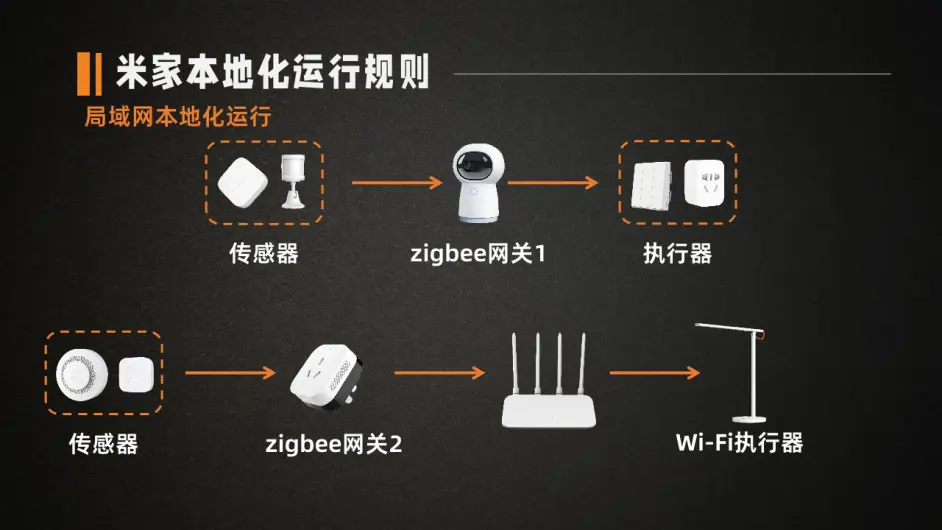 米家本地化运行规则
局域网本地化运行
传感器
zigbee网关1
执行器
传感器
zigbee网关2
Wi-Fi执行器